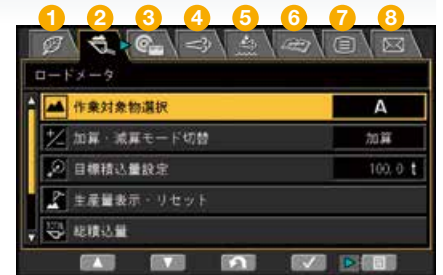 1 2 3 4 5 6 7 8
ロードメータ
作業対象物選択 A
加算・減算モード切替 加算
目標積込量設定 100.0 t
生産量表示・リセット
総積込量